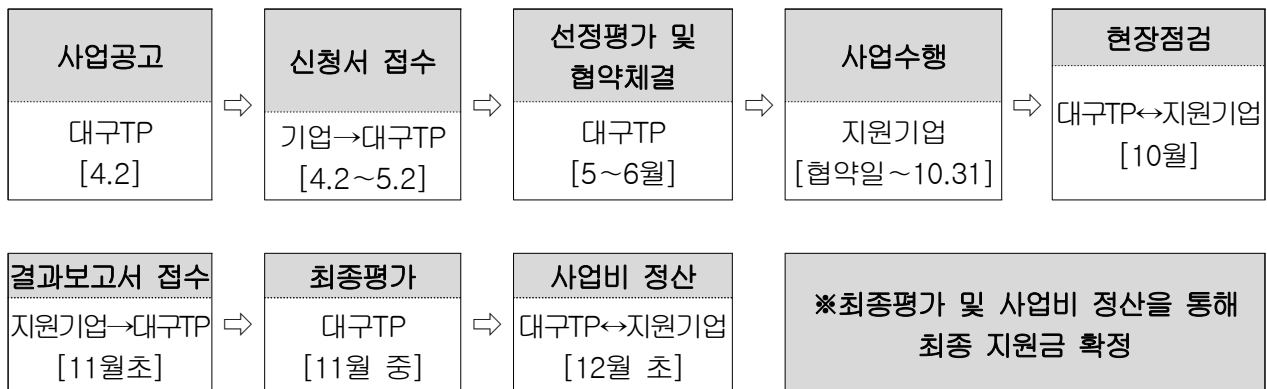 사업공고
대구TP
[4.2]
⇨
신청서 접수
기업→대구TP
[4.2～5.2]
⇨
선정평가 및
협약체결
대구TP
[5～6월]
⇨
사업수행
지원기업
[협약일～10.31]
⇨
현장점검
대구TP↔지원기업
[10월]
결과보고서 접수
지원기업→대구TP
[11월초]
⇨
최종평가
대구TP
[11월 중]
⇨
사업비 정산
대구TP↔지원기업
[12월 초]
※최종평가 및 사업비 정산을 통해
최종 지원금 확정